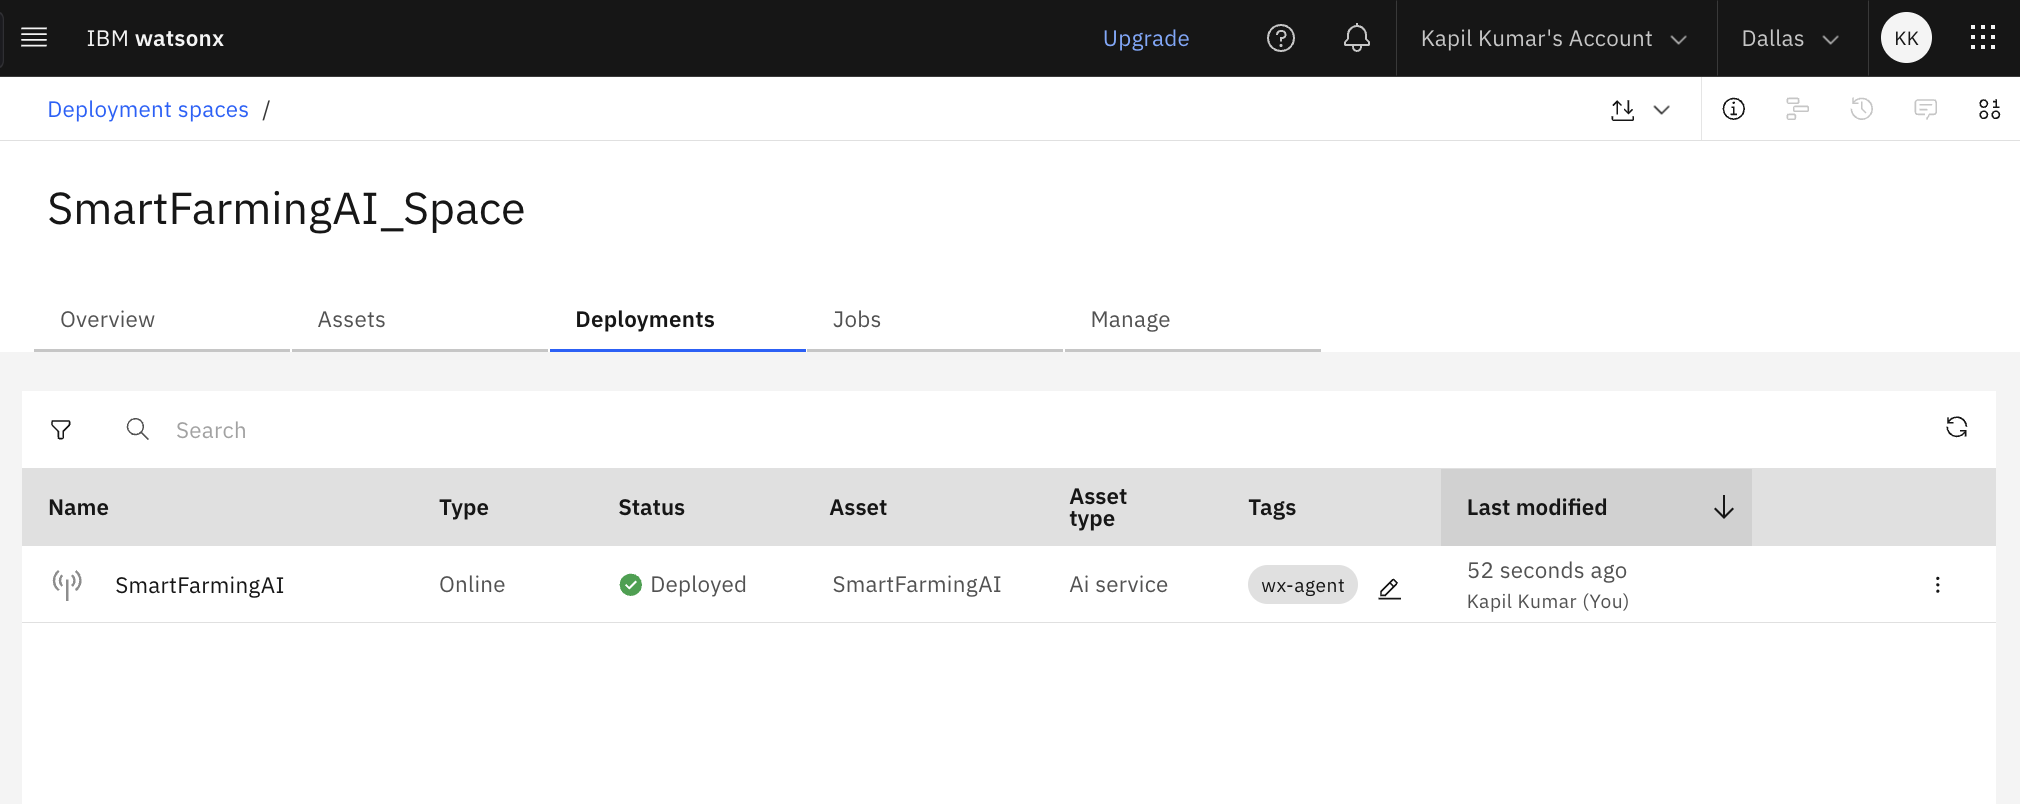 IBM watsonx Upgrade Kapil Kumar's Account Dallas KK
Deployment spaces /
SmartFarmingAI_Space
Overview Assets Deployments Jobs Manage
Search
Name Type Status Asset Asset type Tags Last modified
SmartFarmingAI Online Deployed SmartFarmingAI Ai service wx-agent 52 seconds ago
Kapil Kumar (You)